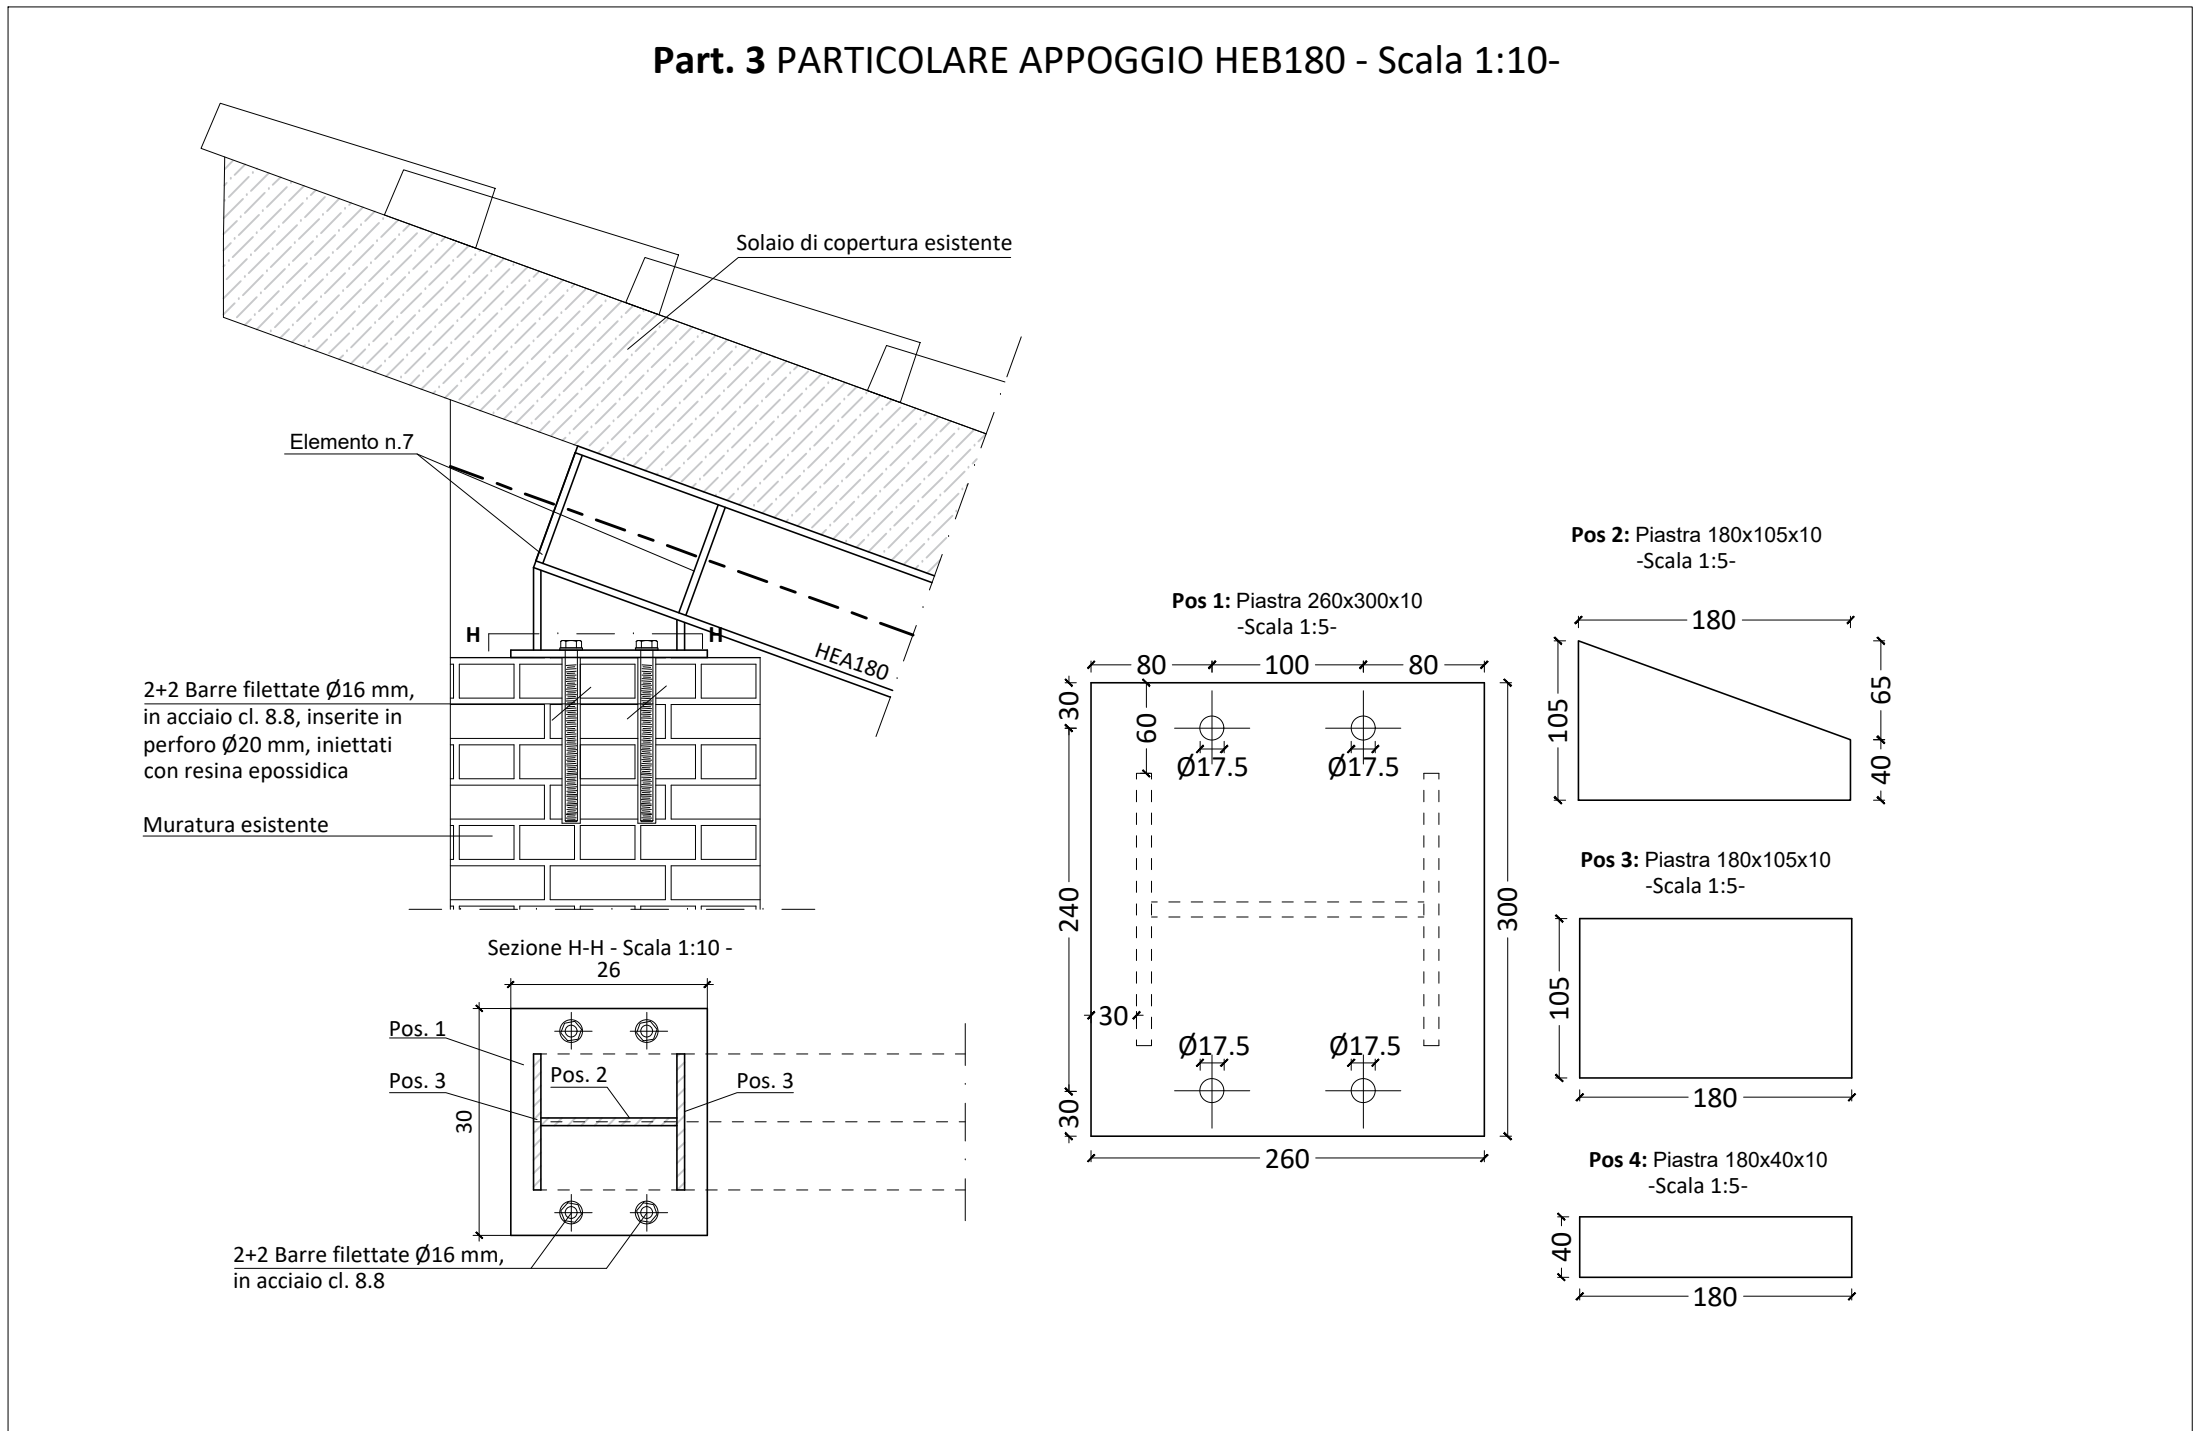 Part. 3 PARTICOLARE APPOGGIO HEB180 - Scala 1:10-
Solaio di copertura esistente
Elemento n.7
H
H
HEA180
2+2 Barre filettate Ø16 mm,
in acciaio cl. 8.8, inserite in
perforo Ø20 mm, iniettati
con resina epossidica
Muratura esistente
Sezione H-H - Scala 1:10 -
26
30
Pos. 1
Pos. 3
Pos. 2
Pos. 3
2+2 Barre filettate Ø16 mm,
in acciaio cl. 8.8
Pos 1: Piastra 260x300x10
-Scala 1:5-
80
100
80
30
60
240
30
30
300
260
Ø17.5
Ø17.5
Ø17.5
Ø17.5
Pos 2: Piastra 180x105x10
-Scala 1:5-
180
105
65
40
Pos 3: Piastra 180x105x10
-Scala 1:5-
105
180
Pos 4: Piastra 180x40x10
-Scala 1:5-
40
180